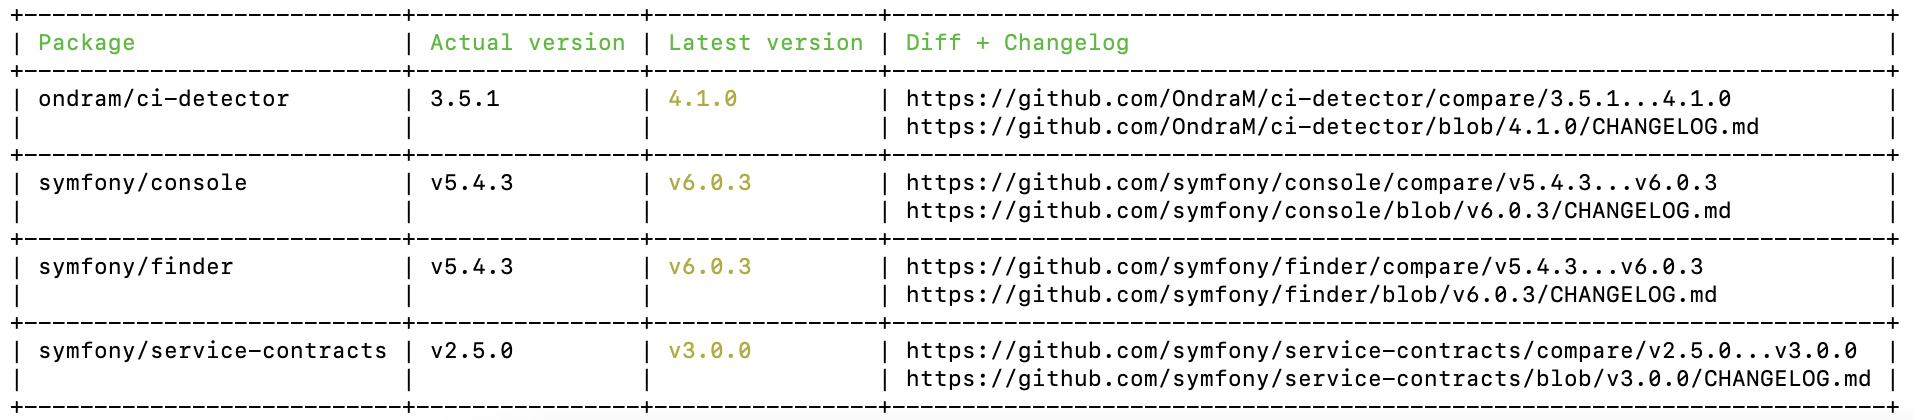 Package Actual version Latest version Diff + Changelog
ondram/ci-detector 3.5.1 4.1.0 https://github.com/OndraM/ci-detector/compare/3.5.1...4.1.0
https://github.com/OndraM/ci-detector/blob/4.1.0/CHANGELOG.md
symfony/console v5.4.3 v6.0.3 https://github.com/symfony/console/compare/v5.4.3...v6.0.3
https://github.com/symfony/console/blob/v6.0.3/CHANGELOG.md
symfony/finder v5.4.3 v6.0.3 https://github.com/symfony/finder/compare/v5.4.3...v6.0.3
https://github.com/symfony/finder/blob/v6.0.3/CHANGELOG.md
symfony/service-contracts v2.5.0 v3.0.0 https://github.com/symfony/service-contracts/compare/v2.5.0...v3.0.0
https://github.com/symfony/service-contracts/blob/v3.0.0/CHANGELOG.md